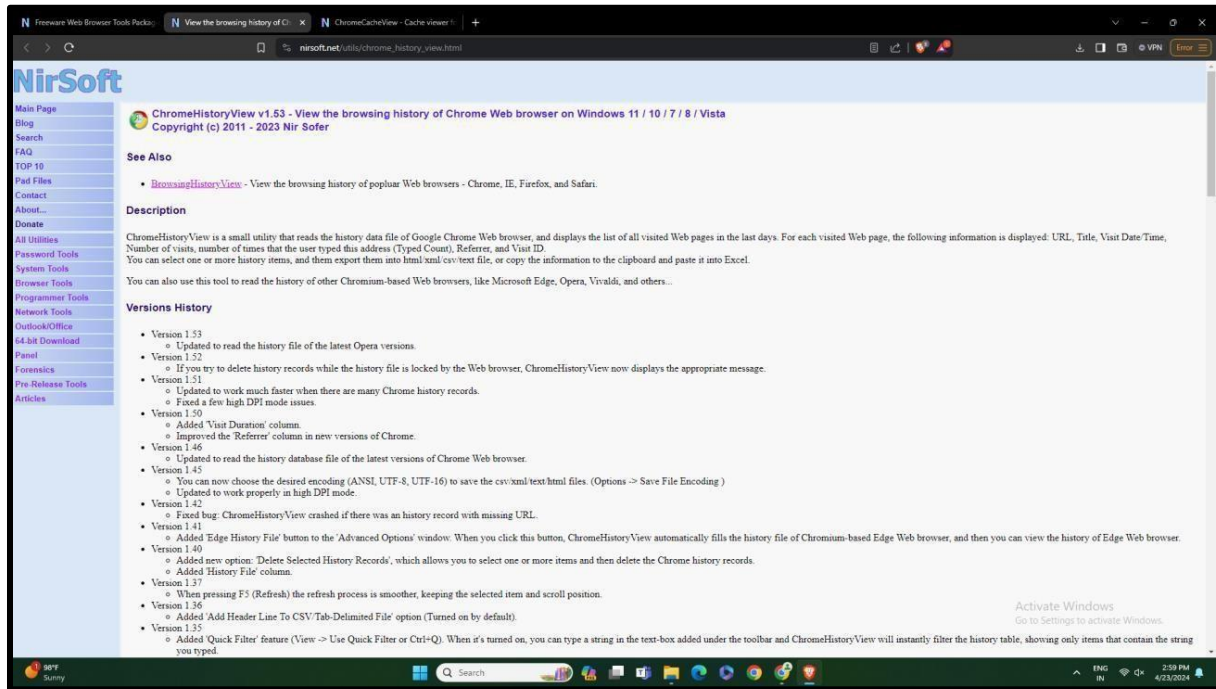 Freeware Web Browser Tools Packag
View the browsing history of Ch
ChromeCacheView - Cache viewer f
nirsoft.net/utils/chrome_history_view.html
VPN
Error
NirSoft
Main Page
Blog
Search
FAQ
TOP 10
Pad Files
Contact
About...
Donate
All Utilities
Password Tools
System Tools
Browser Tools
Programmer Tools
Network Tools
Outlook/Office
64-bit Download
Panel
Forensics
Pre-Release Tools
Articles
ChromeHistoryView v1.53 - View the browsing history of Chrome Web browser on Windows 11 / 10 / 7 / 8 / Vista
Copyright (c) 2011 - 2023 Nir Sofer
See Also
• BrowsingHistoryView - View the browsing history of popluar Web browsers - Chrome, IE, Firefox, and Safari.
Description
ChromeHistoryView is a small utility that reads the history data file of Google Chrome Web browser, and displays the list of all visited Web pages in the last days. For each visited Web page, the following information is displayed: URL, Title, Visit Date/Time,
Number of visits, number of times that the user typed this address (Typed Count), Referrer, and Visit ID.
You can select one or more history items, and them export them into html/xml/csv/text file, or copy the information to the clipboard and paste it into Excel.
You can also use this tool to read the history of other Chromium-based Web browsers, like Microsoft Edge, Opera, Vivaldi, and others...
Versions History
• Version 1.53
Updated to read the history file of the latest Opera versions.
• Version 1.52
If you try to delete history records while the history file is locked by the Web browser, ChromeHistoryView now displays the appropriate message.
• Version 1.51
Updated to work much faster when there are many Chrome history records.
Fixed a few high DPI mode issues.
• Version 1.50
Added 'Visit Duration' column.
Improved the 'Referrer' column in new versions of Chrome.
• Version 1.46
Updated to read the history database file of the latest versions of Chrome Web browser.
• Version 1.45
You can now choose the desired encoding (ANSI, UTF-8, UTF-16) to save the csv/xml/text/html files. (Options -> Save File Encoding )
Updated to work properly in high DPI mode.
• Version 1.42
Fixed bug: ChromeHistoryView crashed if there was an history record with missing URL.
• Version 1.41
Added 'Edge History File' button to the 'Advanced Options' window. When you click this button, ChromeHistoryView automatically fills the history file of Chromium-based Edge Web browser, and then you can view the history of Edge Web browser.
• Version 1.40
Added new option: 'Delete Selected History Records', which allows you to select one or more items and then delete the Chrome history records.
Added 'History File' column.
• Version 1.37
When pressing F5 (Refresh) the refresh process is smoother, keeping the selected item and scroll position.
• Version 1.36
Added 'Add Header Line To CSV/Tab-Delimited File' option (Turned on by default).
• Version 1.35
Added 'Quick Filter' feature (View -> Use Quick Filter or Ctrl+Q). When it's turned on, you can type a string in the text-box added under the toolbar and ChromeHistoryView will instantly filter the history table, showing only items that contain the string
you typed.
Activate Windows
Go to Settings to activate Windows.
1
98°F
Sunny
Search
ENG
IN
2:59 PM
4/23/2024